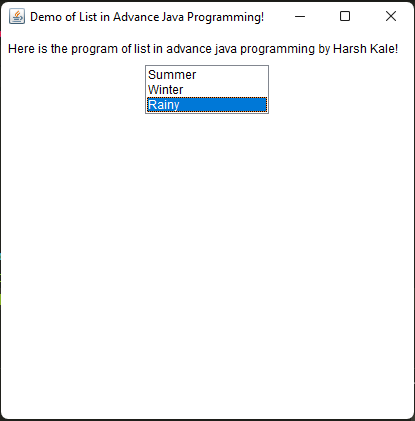 Demo of List in Advance Java Programming!
Here is the program of list in advance java programming by Harsh Kale!
Summer
Winter
Rainy